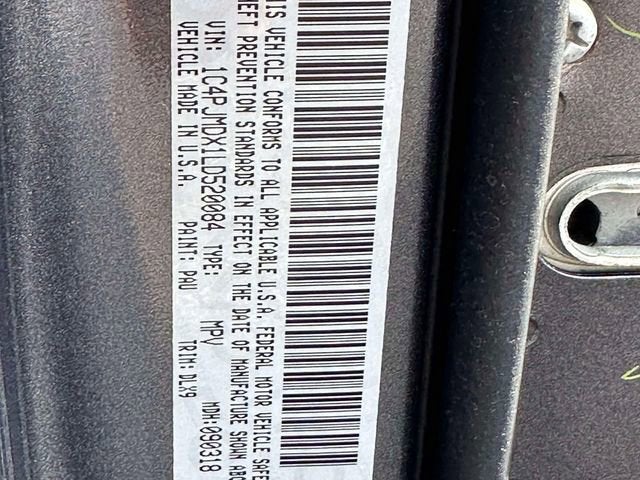 IS VEHICLE CONFORMS TO ALL APPLICABLE U.S.A. FEDERAL MOTOR VEHICLE SAFE
EFT PREVENTION STANDARDS IN EFFECT ON THE DATE OF MANUFACTURE SHOWN ABO
VIN: 1C4PJMDX1LD520084 TYPE: MPV MDH:090318
VEHICLE MADE IN U.S.A. PAINT: PAU TRIM: DLX9